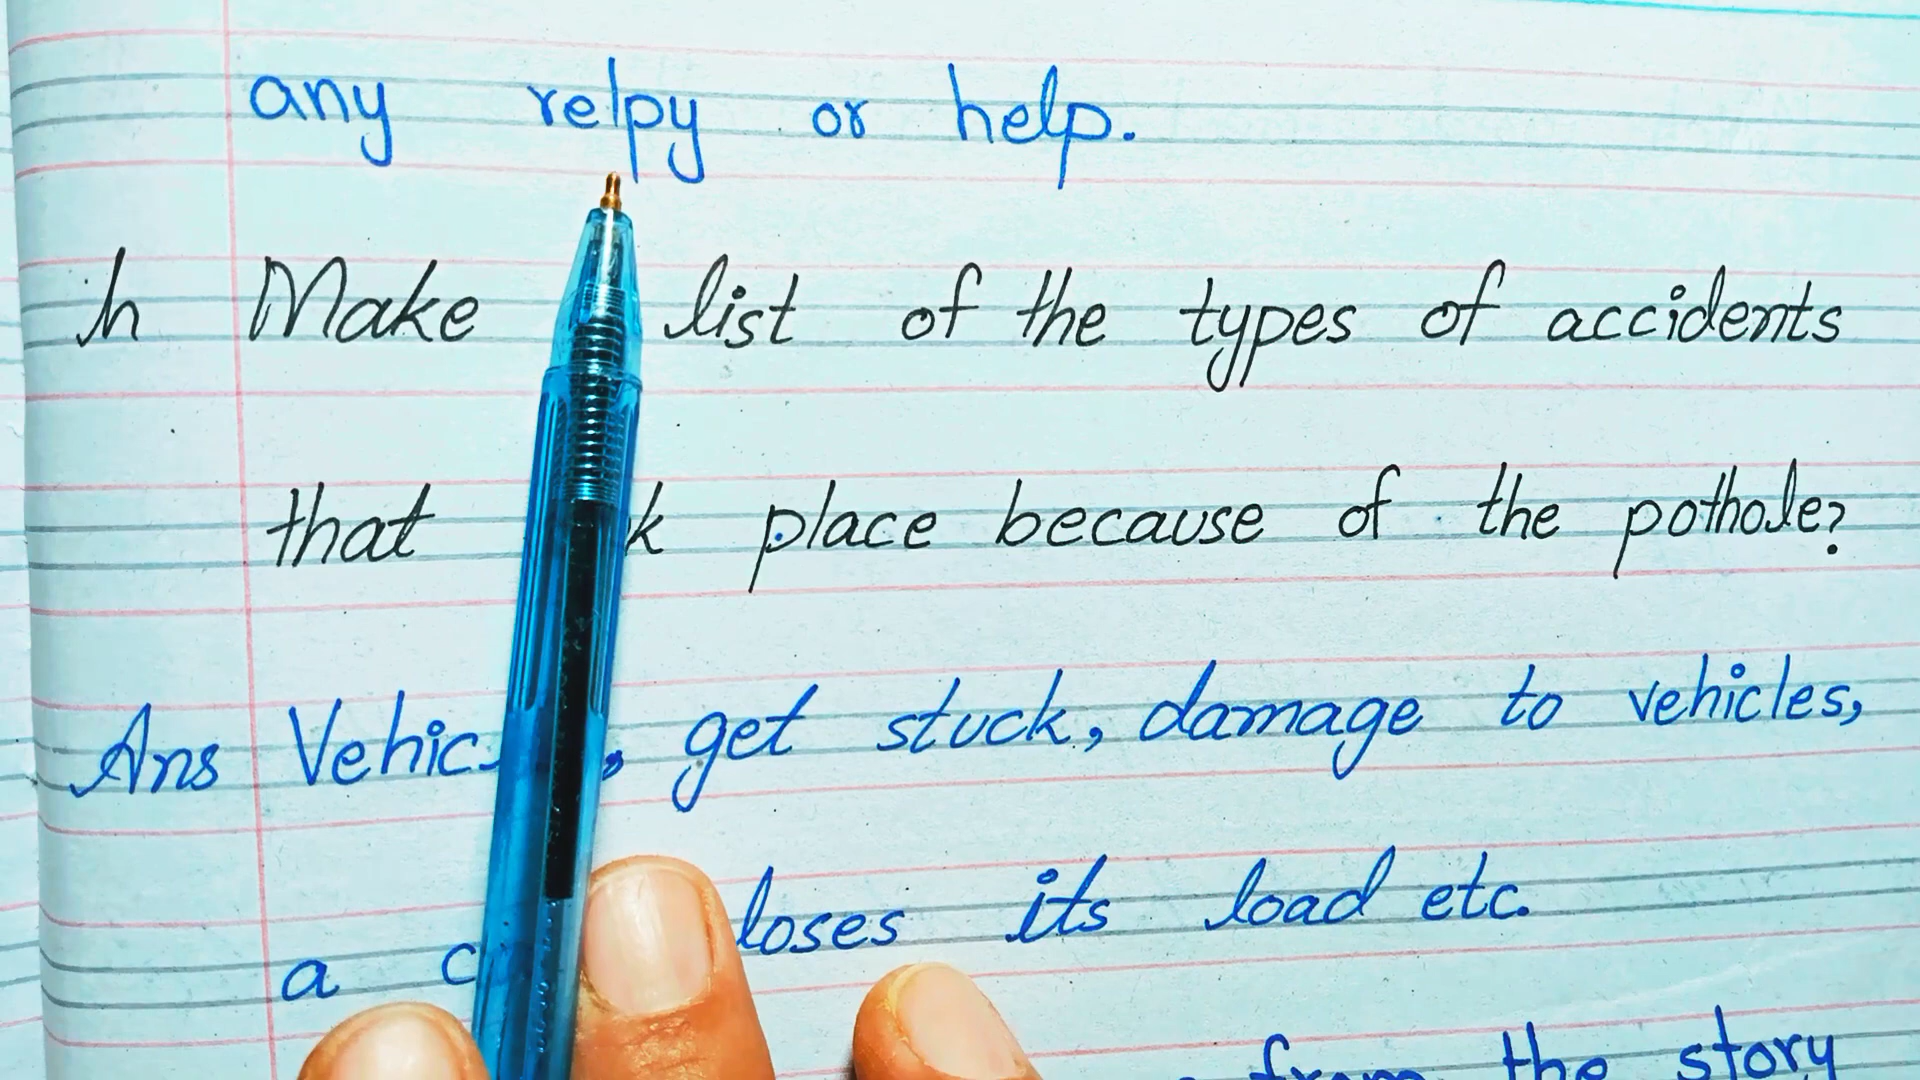 any relpy or help.
h Make list of the types of accidents
that place because of the pothole?
Ans get stuck, damage to vehicles,
a loses its load etc.
from the story